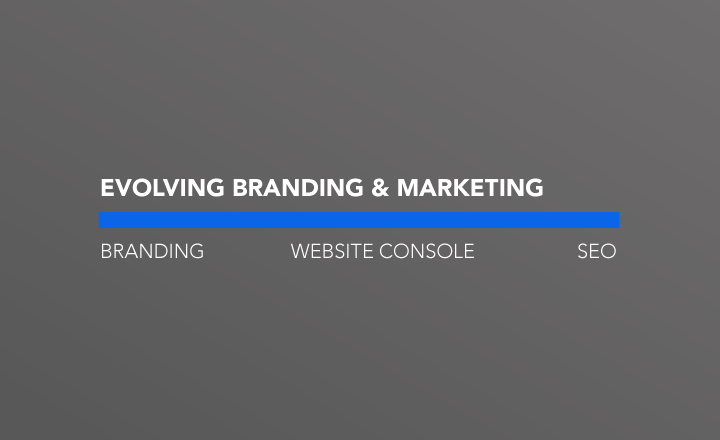 EVOLVING BRANDING & MARKETING
BRANDING WEBSITE CONSOLE SEO